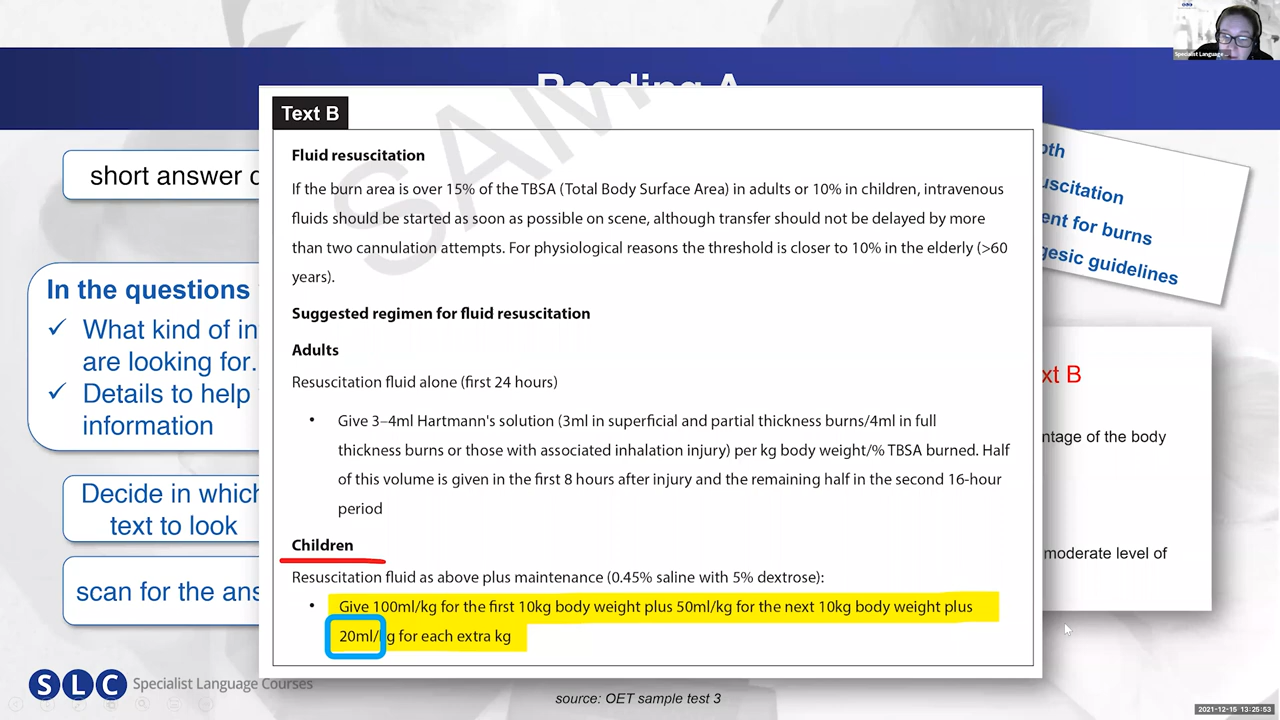 Reading A
Specialist Language ...
Text B
SAM
Fluid resuscitation
If the burn area is over 15% of the TBSA (Total Body Surface Area) in adults or 10% in children, intravenous
fluids should be started as soon as possible on scene, although transfer should not be delayed by more
than two cannulation attempts. For physiological reasons the threshold is closer to 10% in the elderly (>60
years).
Suggested regimen for fluid resuscitation
Adults
Resuscitation fluid alone (first 24 hours)
• Give 3–4ml Hartmann's solution (3ml in superficial and partial thickness burns/4ml in full
thickness burns or those with associated inhalation injury) per kg body weight/% TBSA burned. Half
of this volume is given in the first 8 hours after injury and the remaining half in the second 16-hour
period
Children
Resuscitation fluid as above plus maintenance (0.45% saline with 5% dextrose):
• Give 100ml/kg for the first 10kg body weight plus 50ml/kg for the next 10kg body weight plus
20ml/kg for each extra kg
short answer
In the questions
✓ What kind of in
are looking for.
✓ Details to help
information
Decide in which
text to look
scan for the ans
oth
uscitation
ent for burns
gesic guidelines
xt B
ntage of the body
moderate level of
SLC Specialist Language Courses
source: OET sample test 3
2021-12-15 13:25:53